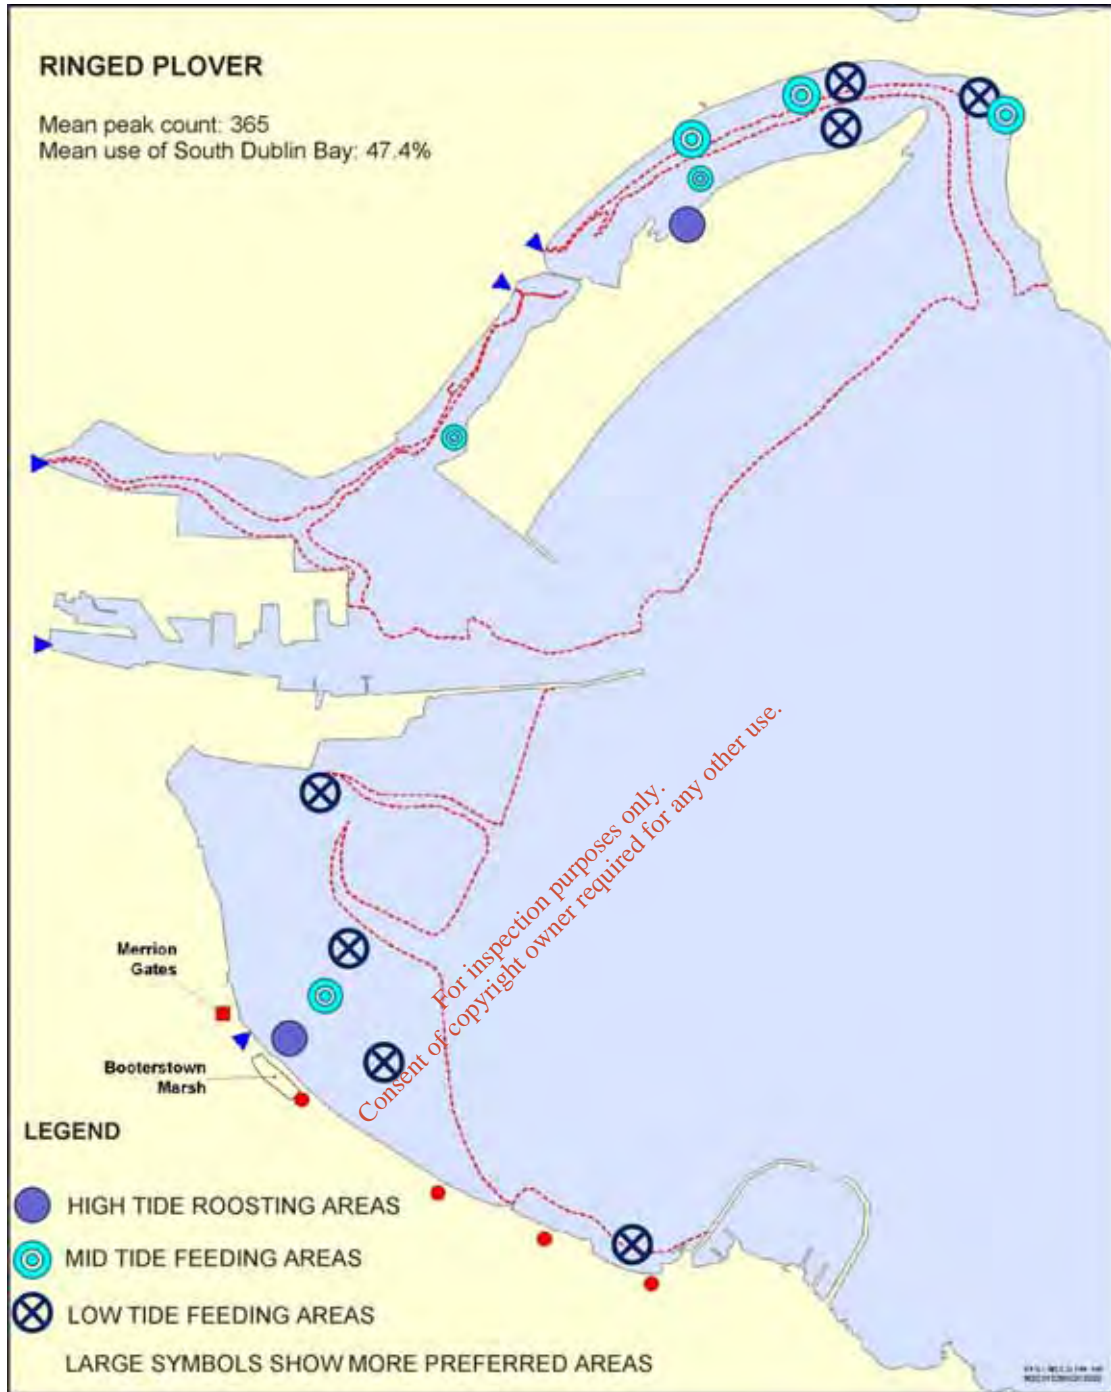 RINGED PLOVER
Mean peak count: 365
Mean use of South Dublin Bay: 47.4%
For inspection purposes only.
Consent of copyright owner required for any other use.
Merrion
Gates
Booterstown
Marsh
LEGEND
HIGH TIDE ROOSTING AREAS
MID TIDE FEEDING AREAS
LOW TIDE FEEDING AREAS
LARGE SYMBOLS SHOW MORE PREFERRED AREAS